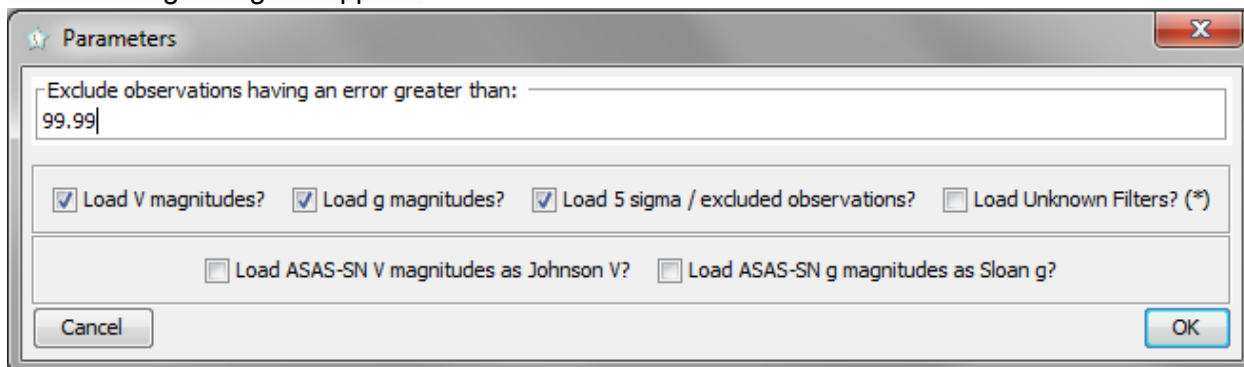 Parameters
Exclude observations having an error greater than:
99.99
Load V magnitudes? Load g magnitudes? Load 5 sigma / excluded observations? Load Unknown Filters? (*)
Load ASAS-SN V magnitudes as Johnson V? Load ASAS-SN g magnitudes as Sloan g?
Cancel OK